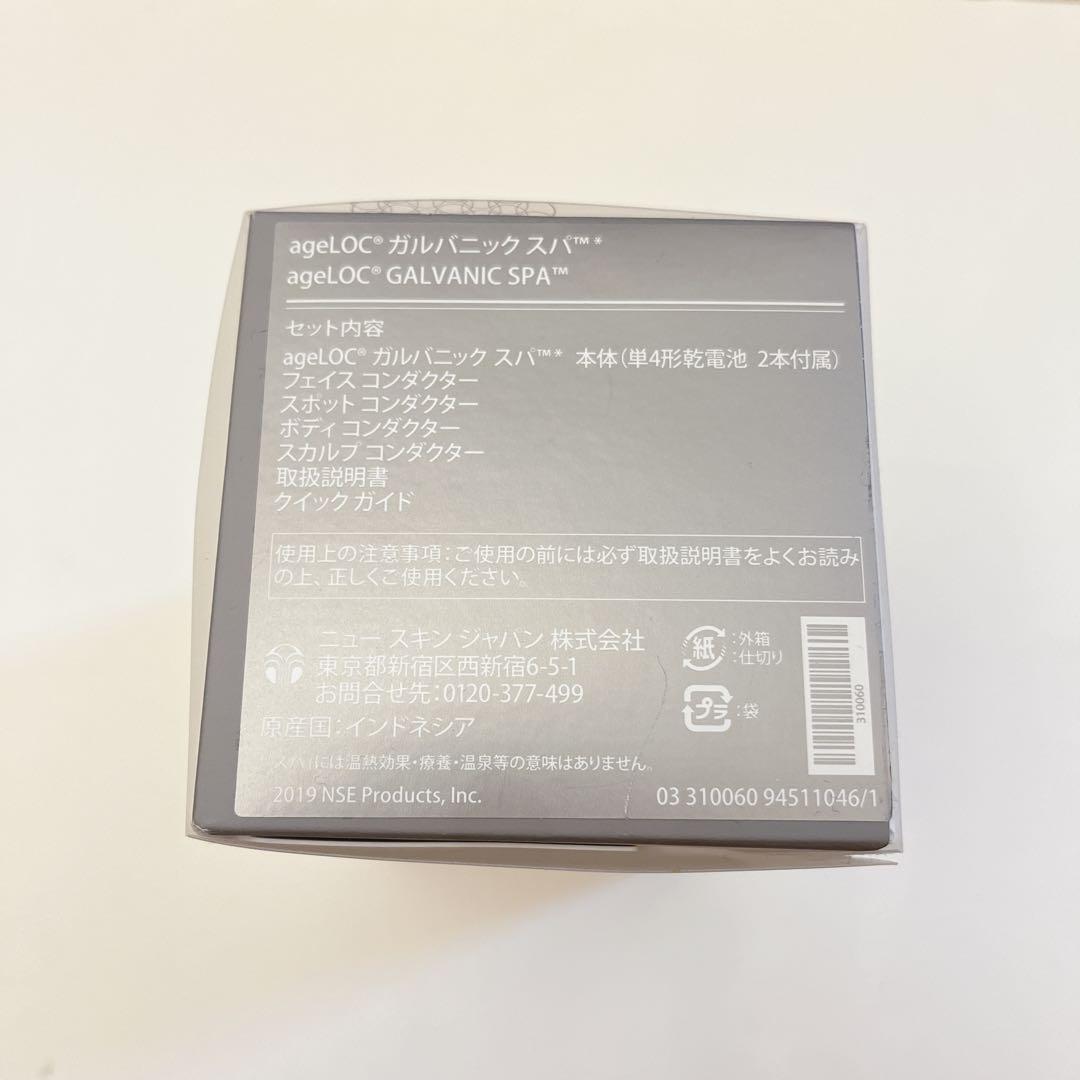 ageLOC® ガルバニック スパ™*
ageLOC® GALVANIC SPA™
セット内容
ageLOC® ガルバニック スパ™* 本体(単4形乾電池 2本付属)
フェイス コンダクター
スポット コンダクター
ボディ コンダクター
スカルプ コンダクター
取扱説明書
クイック ガイド
使用上の注意事項:ご使用の前には必ず取扱説明書をよくお読み
の上、正しくご使用ください。
ニュー スキン ジャパン 株式会社
東京都新宿区西新宿6-5-1
お問合せ先:0120-377-499
原産国:インドネシア
紙:外箱
:仕切り
プラ:袋
310060
には温熱効果・療養・温泉等の意味はありません。
2019 NSE Products, Inc.
03 310060 94511046/1